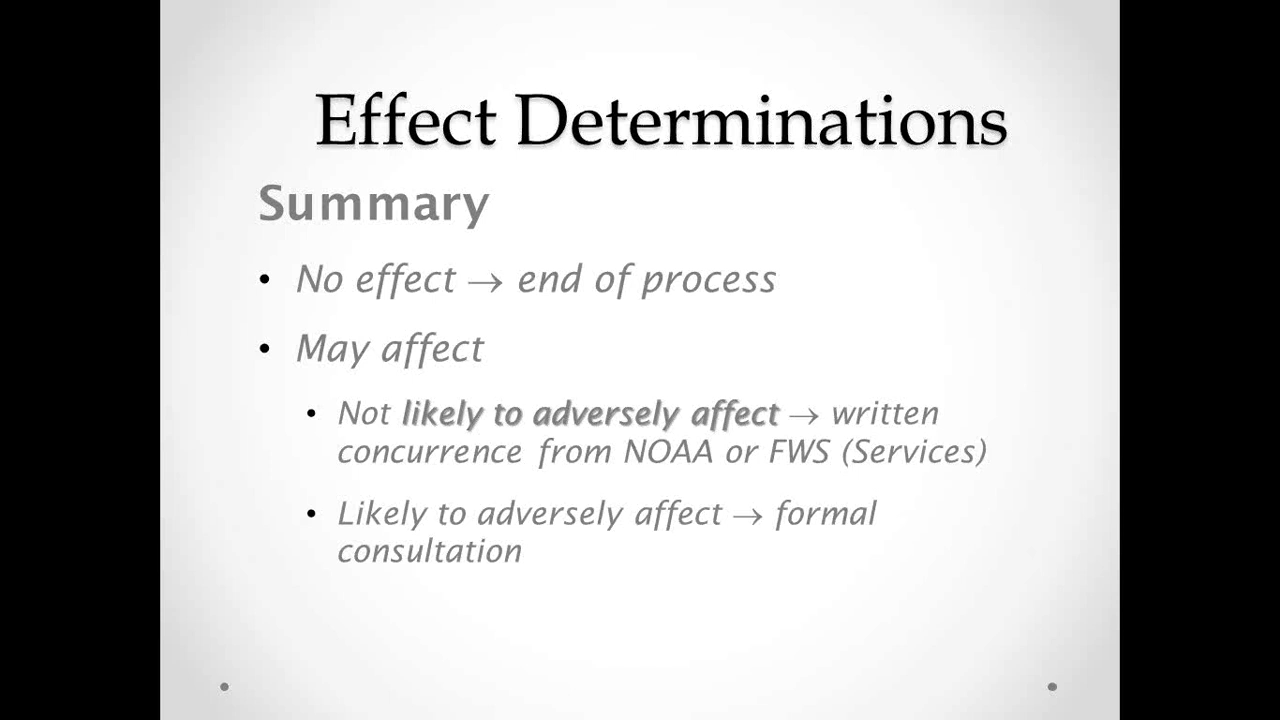 Effect Determinations
Summary
• No effect → end of process
• May affect
• Not likely to adversely affect → written
concurrence from NOAA or FWS (Services)
• Likely to adversely affect → formal
consultation